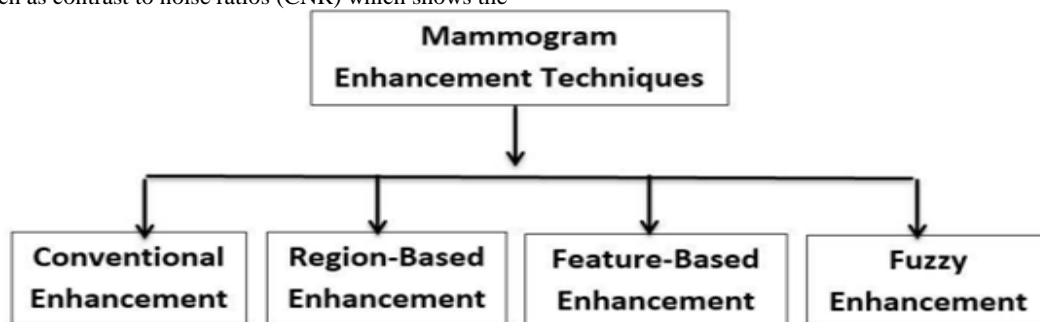 as contrast to noise ratios (CNR) which shows the
Mammogram
Enhancement Techniques
Conventional
Enhancement
Region-Based
Enhancement
Feature-Based
Enhancement
Fuzzy
Enhancement